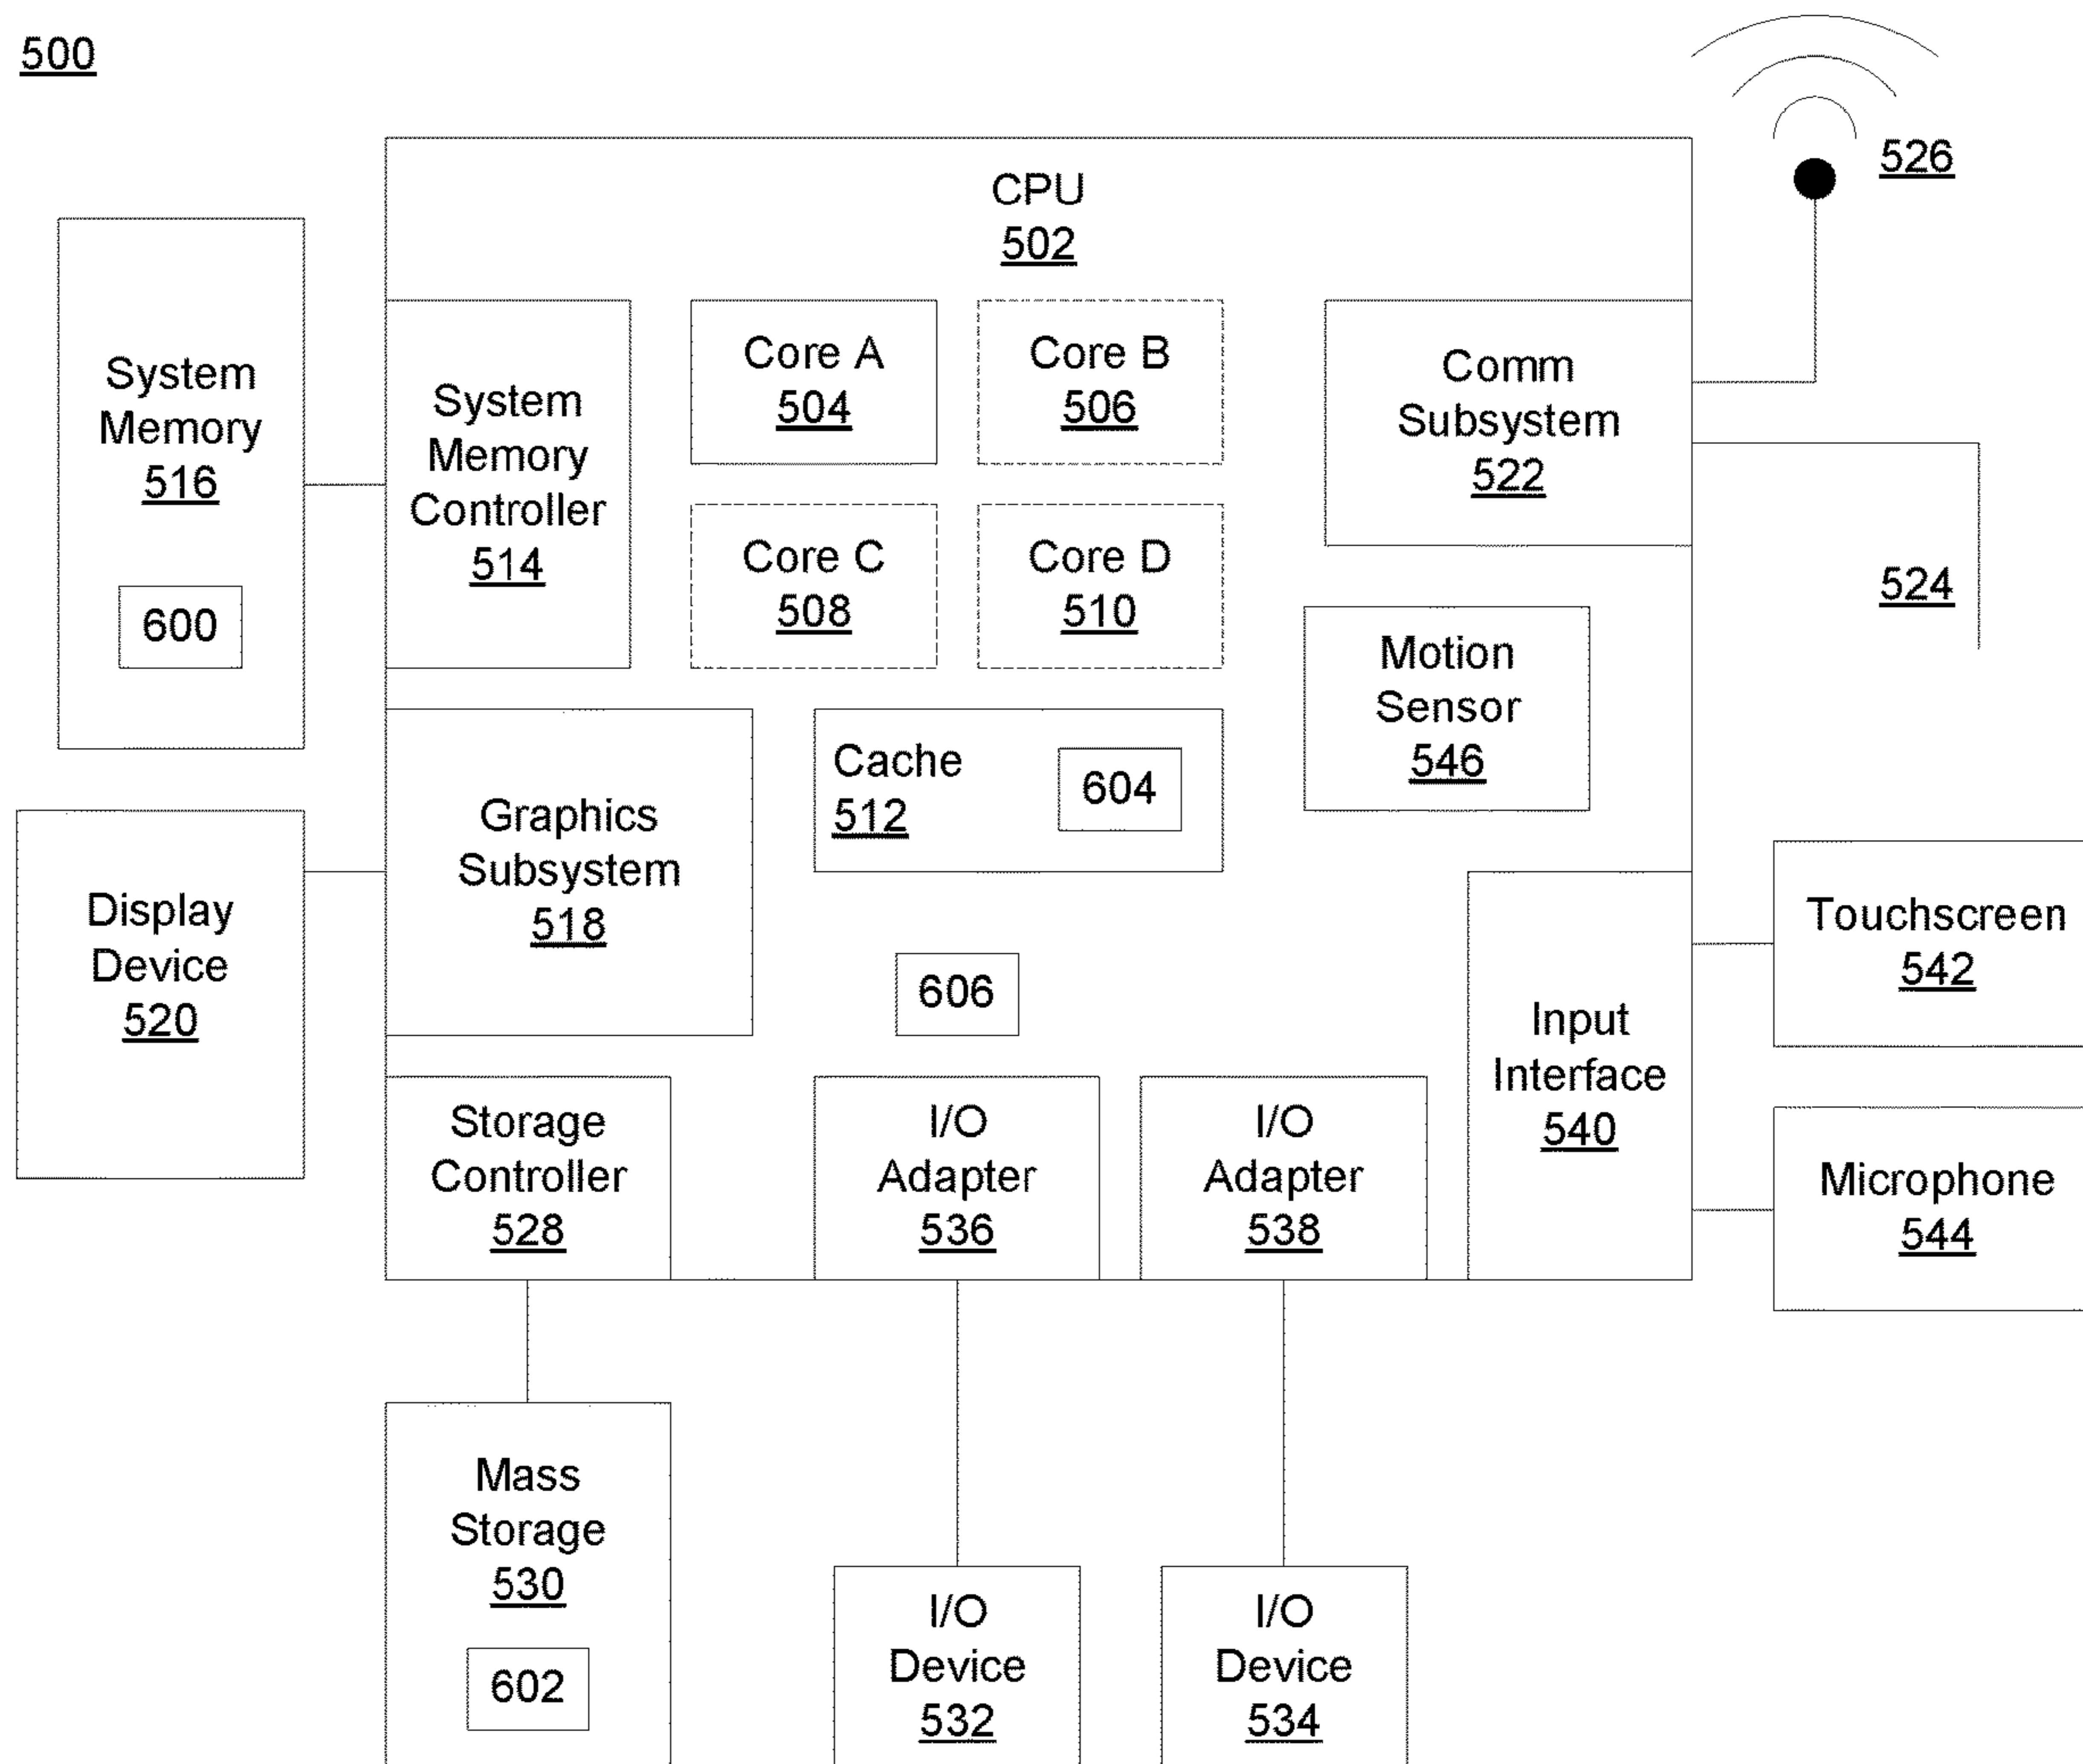 500
526
CPU
502
System
Memory
516
600
System
Memory
Controller
514
Core A
504
Core B
506
Core C
508
Core D
510
Comm
Subsystem
522
524
Motion
Sensor
546
Cache
512
604
Graphics
Subsystem
518
Display
Device
520
606
Touchscreen
542
Input
Interface
540
Microphone
544
Storage
Controller
528
I/O
Adapter
536
I/O
Adapter
538
Mass
Storage
530
602
I/O
Device
532
I/O
Device
534